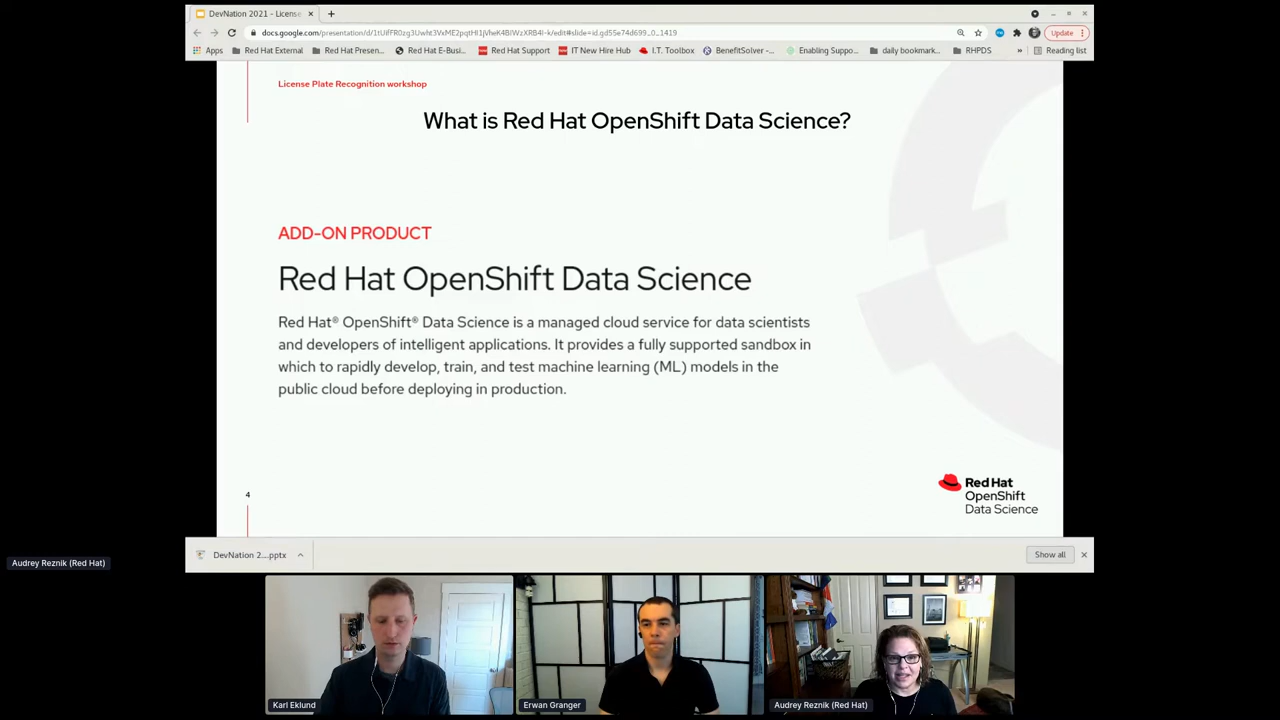 DevNation 2021 - License
docs.google.com/presentation/d/1tUifFR0zg3Uwht3VxME2pqtHl1jVheK4BIWzXRB4I-k/edit#slide=id.gd55e74d699_0_1419
Update
Apps
Red Hat External
Red Hat Presen...
Red Hat E-Busi...
Red Hat Support
IT New Hire Hub
I.T. Toolbox
BenefitSolver -...
Enabling Suppo...
daily bookmark...
RHPDS
»
Reading list
License Plate Recognition workshop
What is Red Hat OpenShift Data Science?
ADD-ON PRODUCT
Red Hat OpenShift Data Science
Red Hat® OpenShift® Data Science is a managed cloud service for data scientists
and developers of intelligent applications. It provides a fully supported sandbox in
which to rapidly develop, train, and test machine learning (ML) models in the
public cloud before deploying in production.
4
Red Hat
OpenShift
Data Science
DevNation 2....pptx
Show all
Audrey Reznik (Red Hat)
Karl Eklund
Erwan Granger
Audrey Reznik (Red Hat)